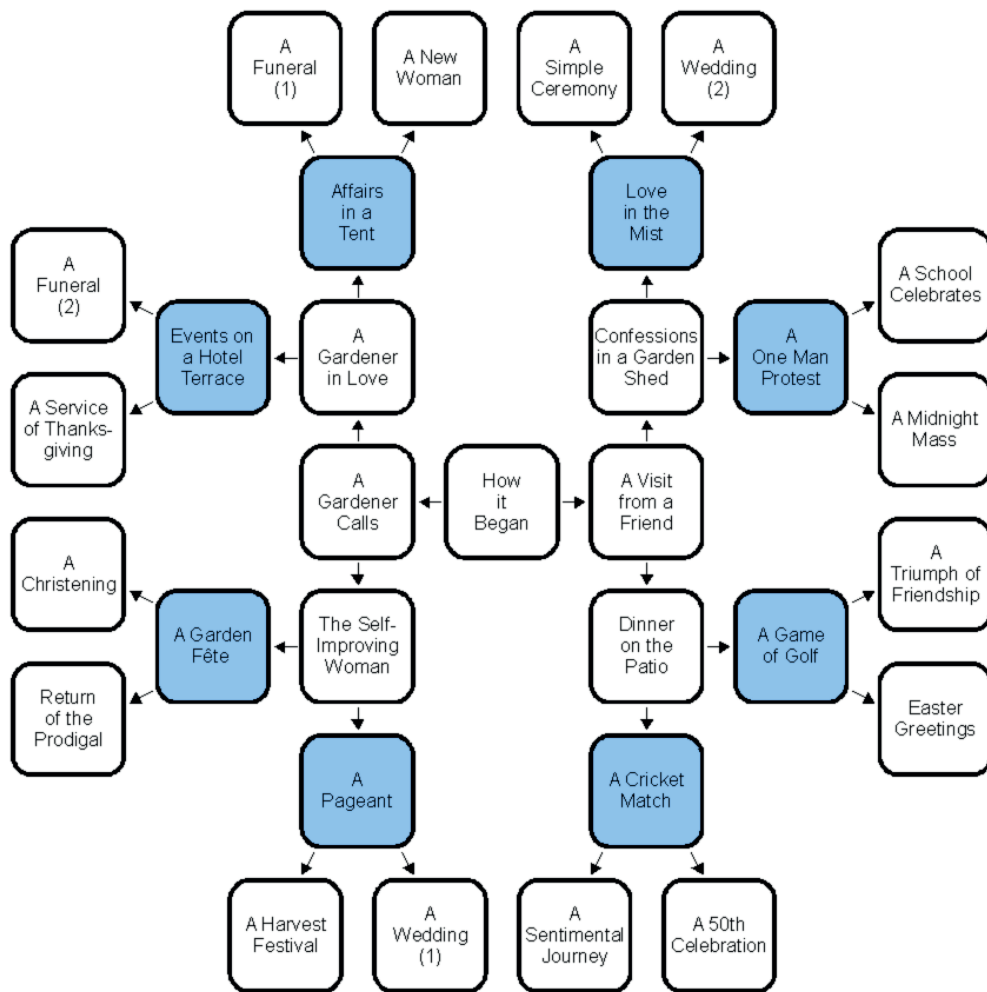 A
Funeral
(1)
A New
Woman
A
Simple
Ceremony
A
Wedding
(2)
Affairs
in a
Tent
Love
in the
Mist
A
Funeral
(2)
A School
Celebrates
Events on
a Hotel
Terrace
A
Gardener
in Love
Confessions
in a Garden
Shed
A
One Man
Protest
A Service
of Thanks-
giving
A Midnight
Mass
A
Gardener
Calls
How
it
Began
A Visit
from a
Friend
A
Christening
A
Triumph of
Friendship
A Garden
Fête
The Self-
Improving
Woman
Dinner
on the
Patio
A Game
of Golf
Return
of the
Prodigal
Easter
Greetings
A
Pageant
A Cricket
Match
A Harvest
Festival
A
Wedding
(1)
A
Sentimental
Journey
A 50th
Celebration